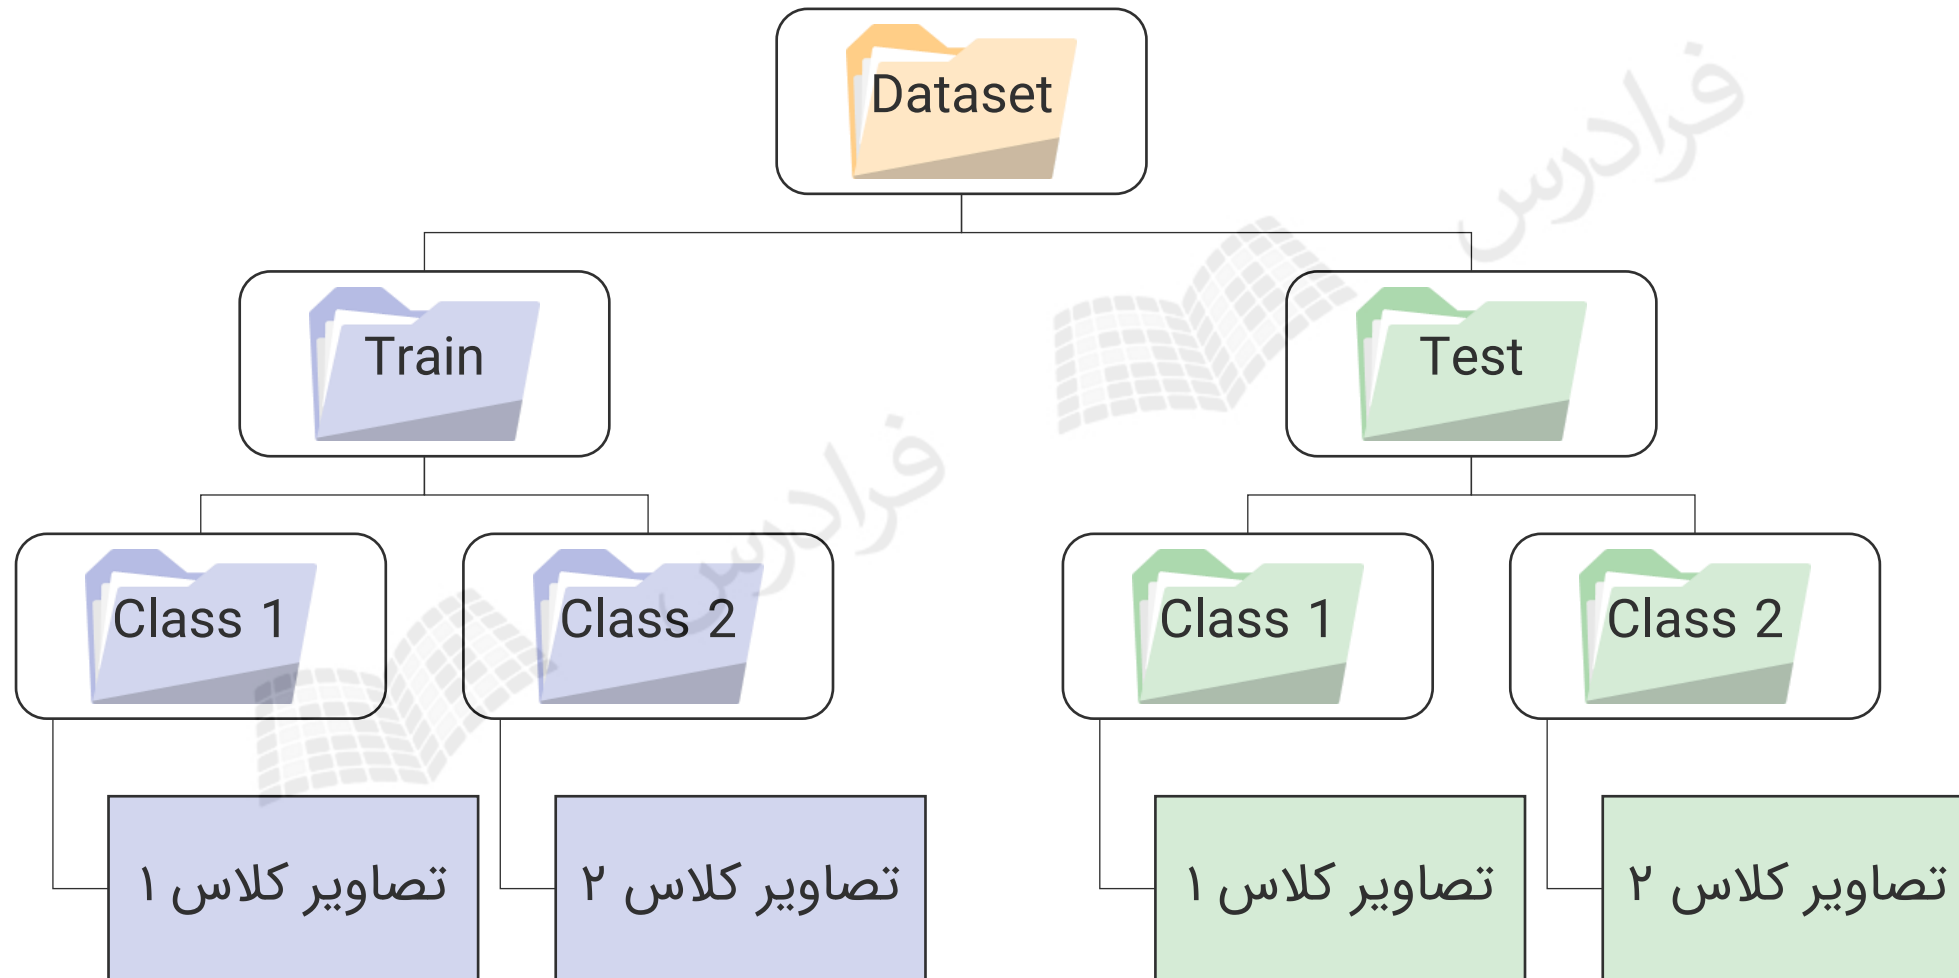 Dataset
فرادرس
Train
Test
فرادرس
Class 1
Class 2
Class 1
Class 2
تصاویر کلاس ۱
تصاویر کلاس ۲
تصاویر کلاس ۱
تصاویر کلاس ۲